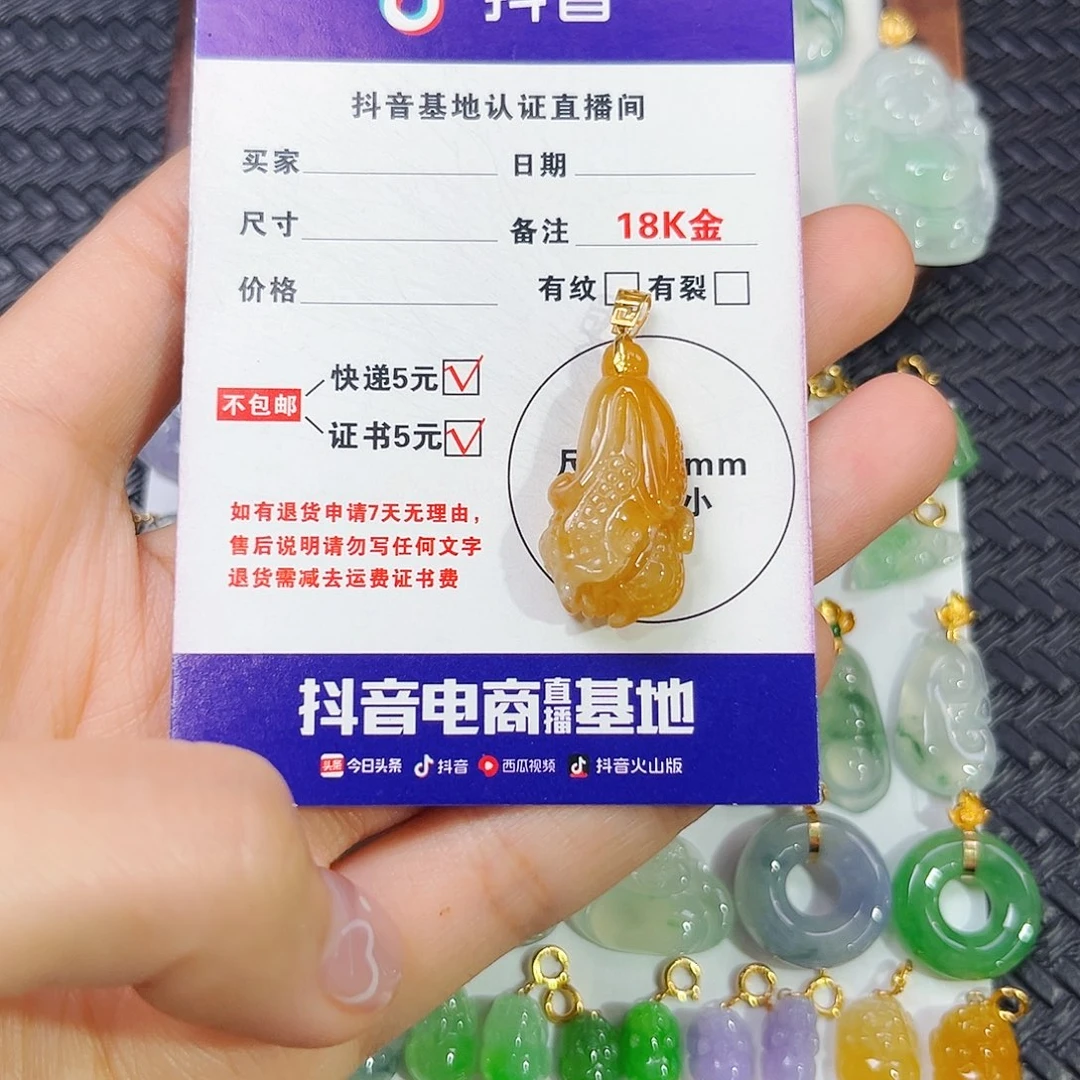 抖音
抖音基地认证直播间
买家 日期
尺寸 备注 18K金
价格 有纹 有裂
不包邮
快递5元
证书5元
mm
小
如有退货申请7天无理由，
售后说明请勿写任何文字
退货需减去运费证书费
抖音电商直播基地
头条 今日头条 抖音 西瓜视频 抖音火山版